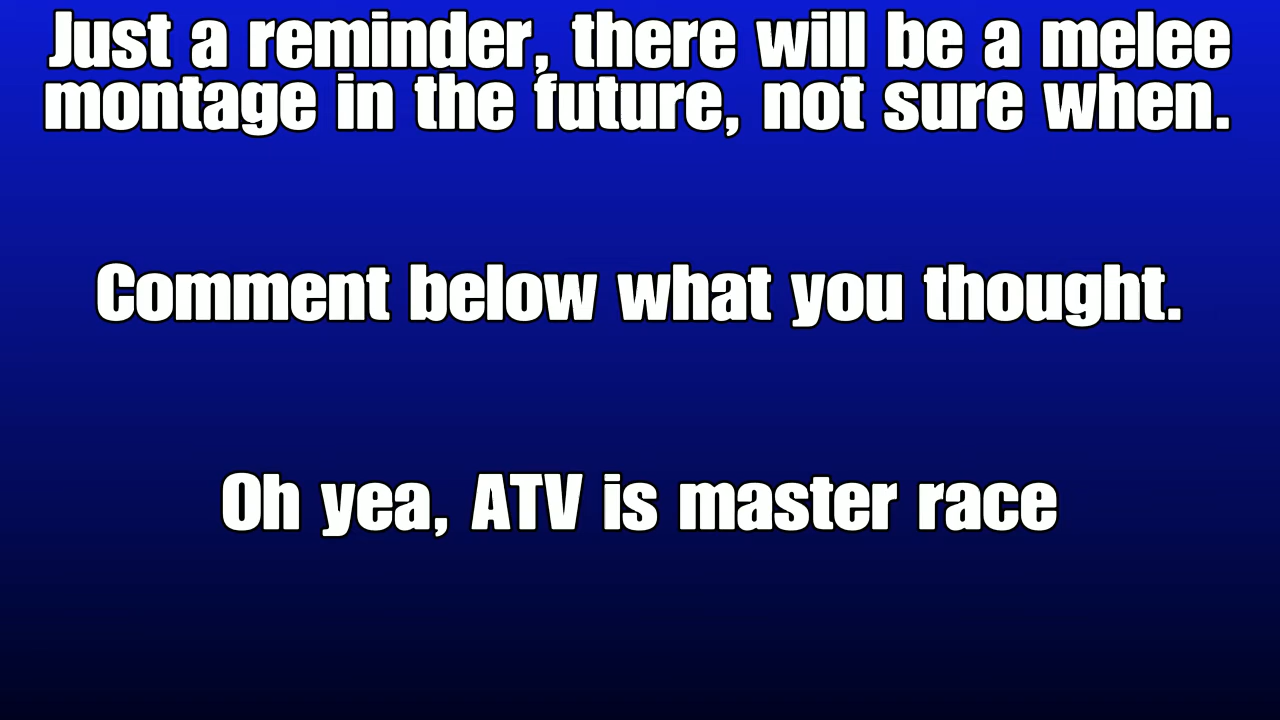 Just a reminder, there will be a melee
montage in the future, not sure when.
Comment below what you thought.
Oh yea, ATV is master race